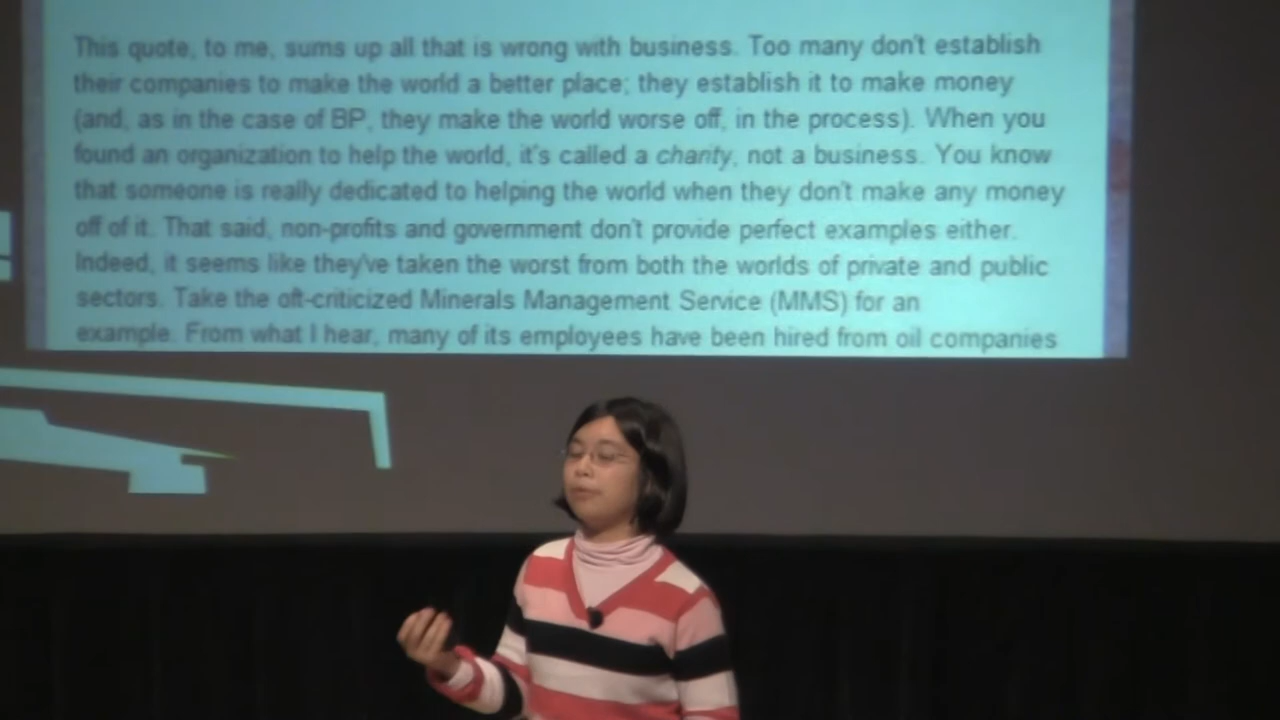 This quote, to me, sums up all that is wrong with business. Too many don't establish
their companies to make the world a better place; they establish it to make money
(and, as in the case of BP, they make the world worse off, in the process). When you
found an organization to help the world, it's called a charity, not a business. You know
that someone is really dedicated to helping the world when they don't make any money
off of it. That said, non-profits and government don't provide perfect examples either.
Indeed, it seems like they've taken the worst from both the worlds of private and public
sectors. Take the oft-criticized Minerals Management Service (MMS) for an
example. From what I hear, many of its employees have been hired from oil companies